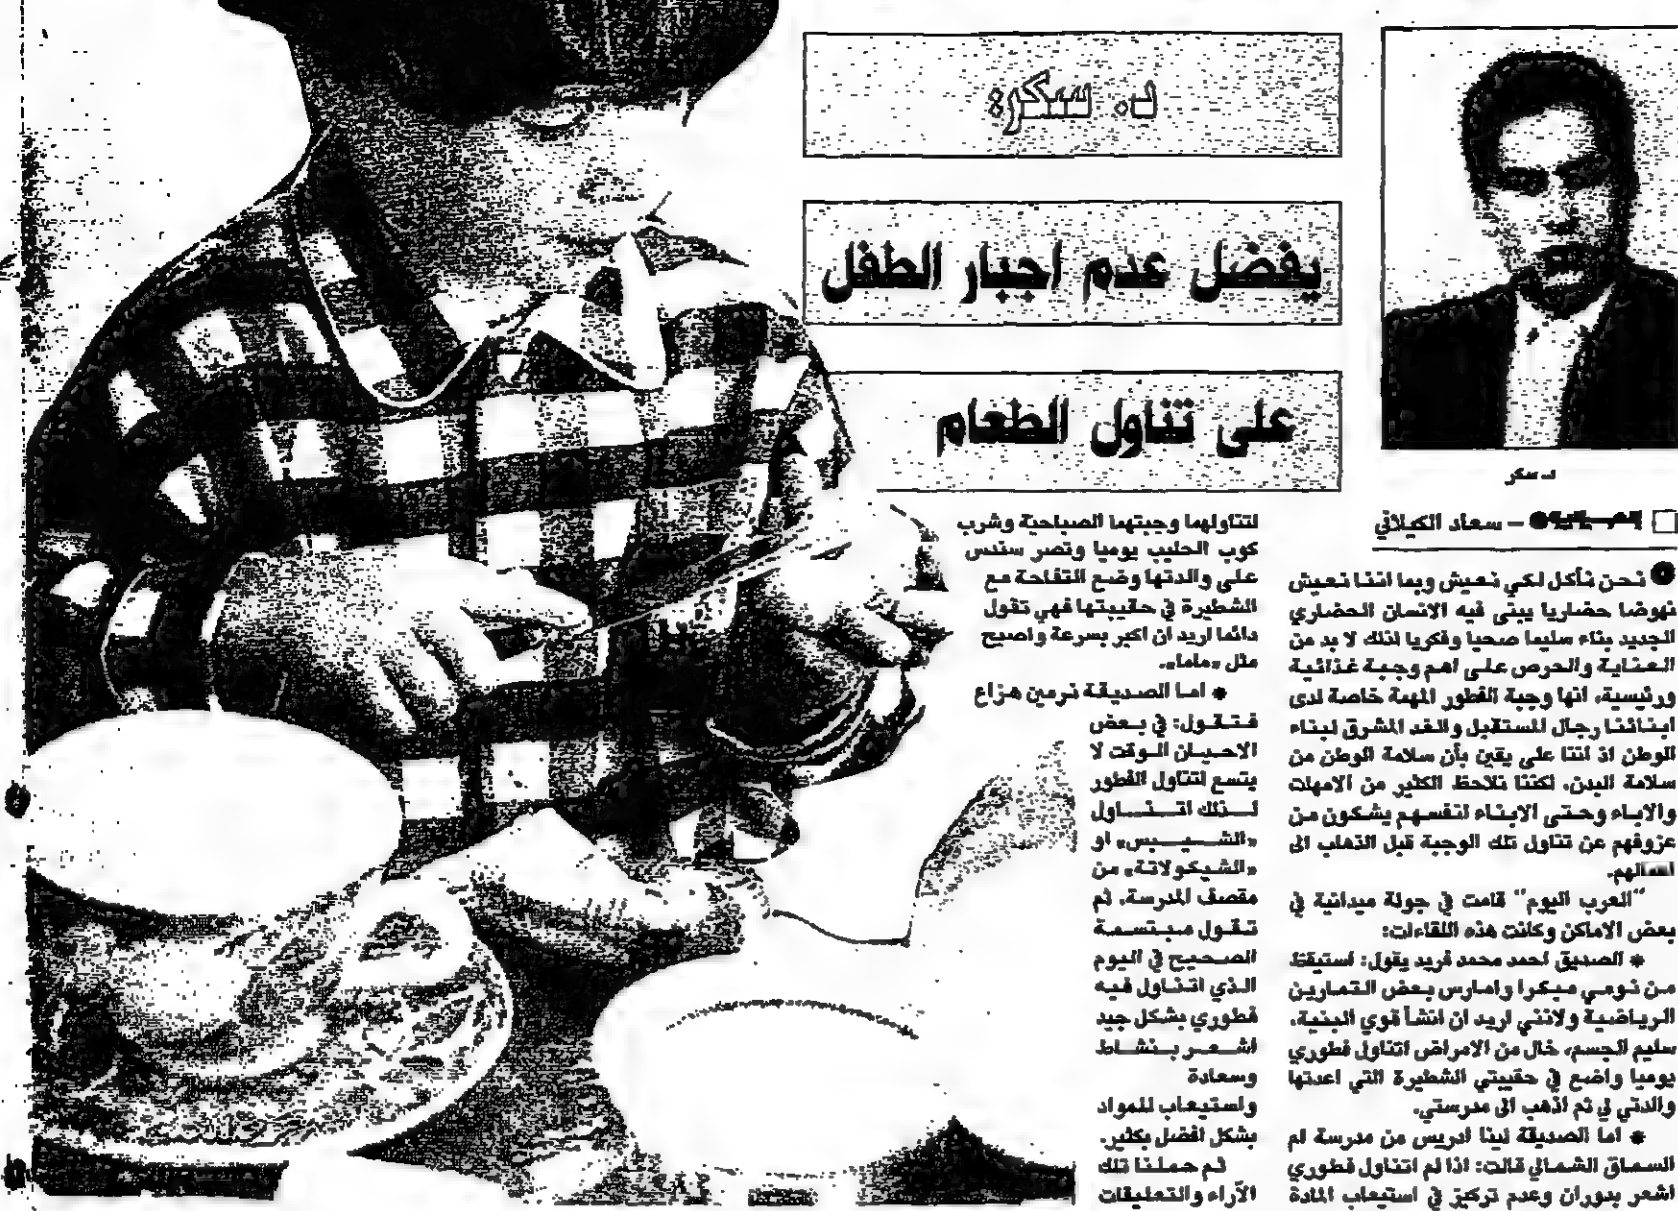 د. سكر:
يفضل عدم اجبار الطفل
على تناول الطعام
د. سكر
– سعاد الكيلاني
نحن نأكل لكي نعيش وبما اننا نعيش
نهوضا حضاريا يبنى فيه الانسان الحضاري
الجديد بناء سليما صحيا وفكريا لذلك لا بد من
العناية والحرص على اهم وجبة غذائية
ورئيسية، انها وجبة الفطور المهمة خاصة لدى
ابنائنا رجال المستقبل والغد المشرق لبناء
الوطن اذ اننا على يقين بأن سلامة الوطن من
سلامة البدن، لكننا نلاحظ الكثير من الامهات
والاباء وحتى الابناء انفسهم يشكون من
عزوفهم عن تناول تلك الوجبة قبل الذهاب الى
"العرب اليوم" قامت في جولة ميدانية في
بعض الاماكن وكانت هذه اللقاءات:
* الصديق احمد محمد فريد يقول: استيقظ
من نومي مبكرا وامارس بعض التمارين
الرياضية ولانني اريد ان انشأ قوي البنية،
سليم الجسم، خال من الامراض اتناول فطوري
يوميا واضع في حقيبتي الشطيرة التي اعدتها
والدتي لي ثم اذهب الى مدرستي.
* اما الصديقة لينا ادريس من مدرسة ام
السماق الشمالي قالت: اذا لم اتناول فطوري
اشعر بدوران وعدم تركيز في استيعاب المادة
لتناولهما وجبتهما الصباحية وشرب
كوب الحليب يوميا وتصر سندس
على والدتها وضع التفاحة مع
الشطيرة في حقيبتها فهي تقول
دائما اريد ان اكبر بسرعة واصبح
مثل «ماما».
* اما الصديقة نرمين هزاع
فتقول: في بعض
الاحيان الوقت لا
يتسع لتناول الفطور
لذلك اتناول
«الشيبس» او
«الشيكولاتة» من
مقصف المدرسة، ثم
تقول مبتسمة
الصحيح في اليوم
الذي اتناول فيه
فطوري بشكل جيد
اشعر بنشاط
وسعادة
واستيعاب للمواد
بشكل افضل بكثير.
ثم حملنا تلك
الآراء والتعليقات